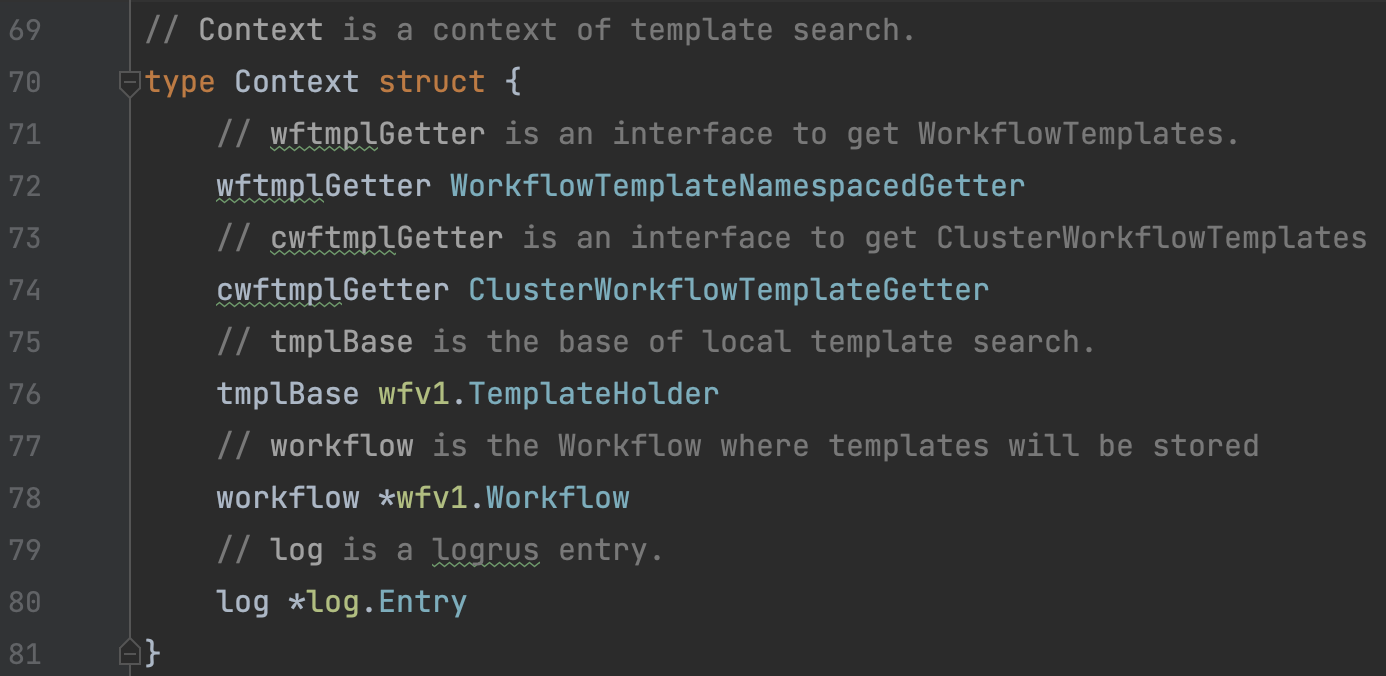 69 // Context is a context of template search.
70 type Context struct {
71 // wftmplGetter is an interface to get WorkflowTemplates.
72 wftmplGetter WorkflowTemplateNamespacedGetter
73 // cwftmplGetter is an interface to get ClusterWorkflowTemplates
74 cwftmplGetter ClusterWorkflowTemplateGetter
75 // tmplBase is the base of local template search.
76 tmplBase wfv1.TemplateHolder
77 // workflow is the Workflow where templates will be stored
78 workflow *wfv1.Workflow
79 // log is a logrus entry.
80 log *log.Entry
81 }